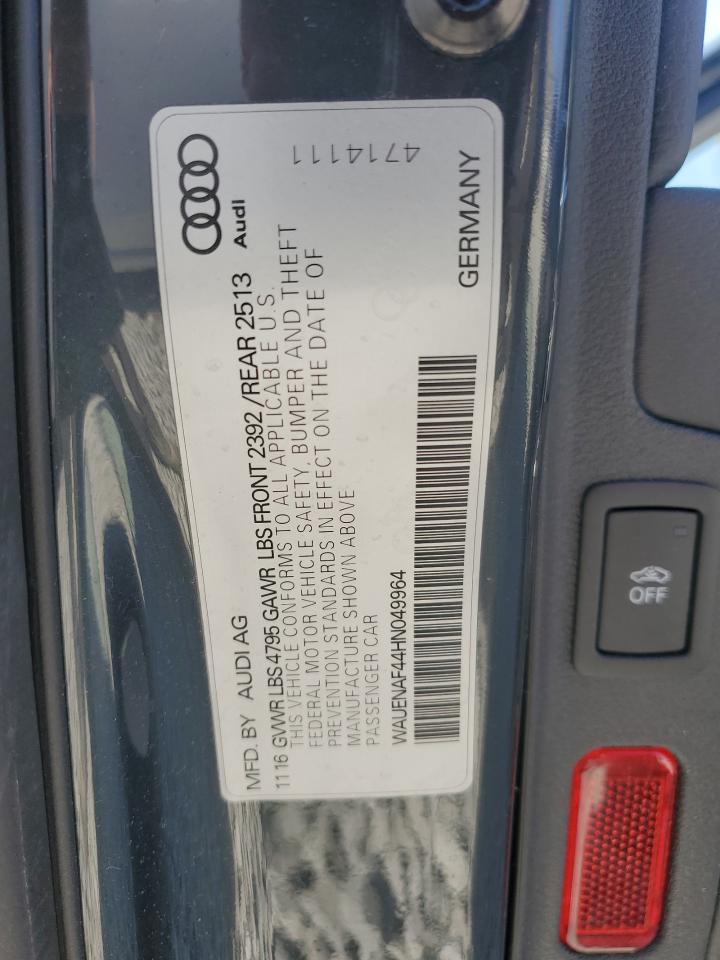 Audi
4714111
MFD. BY AUDI AG
11 16 GVWR LBS 4795 GAWR LBS FRONT 2392 /REAR 2513
THIS VEHICLE CONFORMS TO ALL APPLICABLE U.S.
FEDERAL MOTOR VEHICLE SAFETY, BUMPER AND THEFT
PREVENTION STANDARDS IN EFFECT ON THE DATE OF
MANUFACTURE SHOWN ABOVE
PASSENGER CAR
GERMANY
WAUENAF44HN049964
OFF